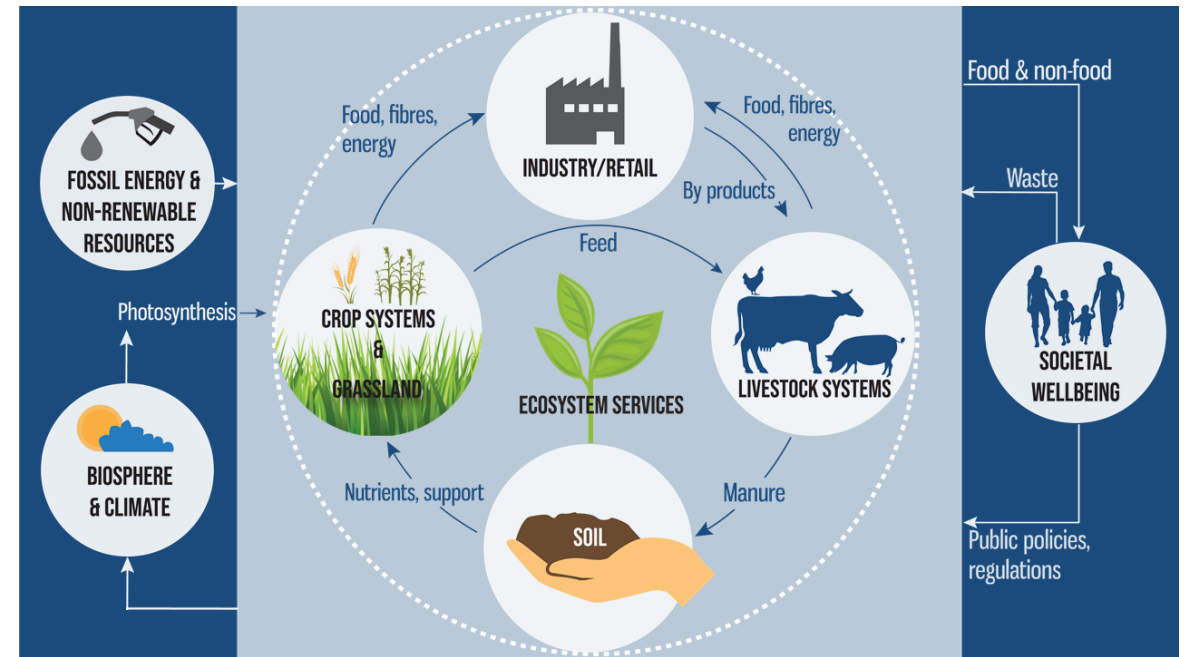 FOSSIL ENERGY &
NON-RENEWABLE
RESOURCES
Photosynthesis
BIOSPHERE
& CLIMATE
Food, fibres,
energy
INDUSTRY/RETAIL
Food, fibres,
energy
By products
Feed
CROP SYSTEMS
&
GRASSLAND
ECOSYSTEM SERVICES
LIVESTOCK SYSTEMS
Nutrients, support
Manure
SOIL
Food & non-food
Waste
SOCIETAL
WELLBEING
Public policies,
regulations